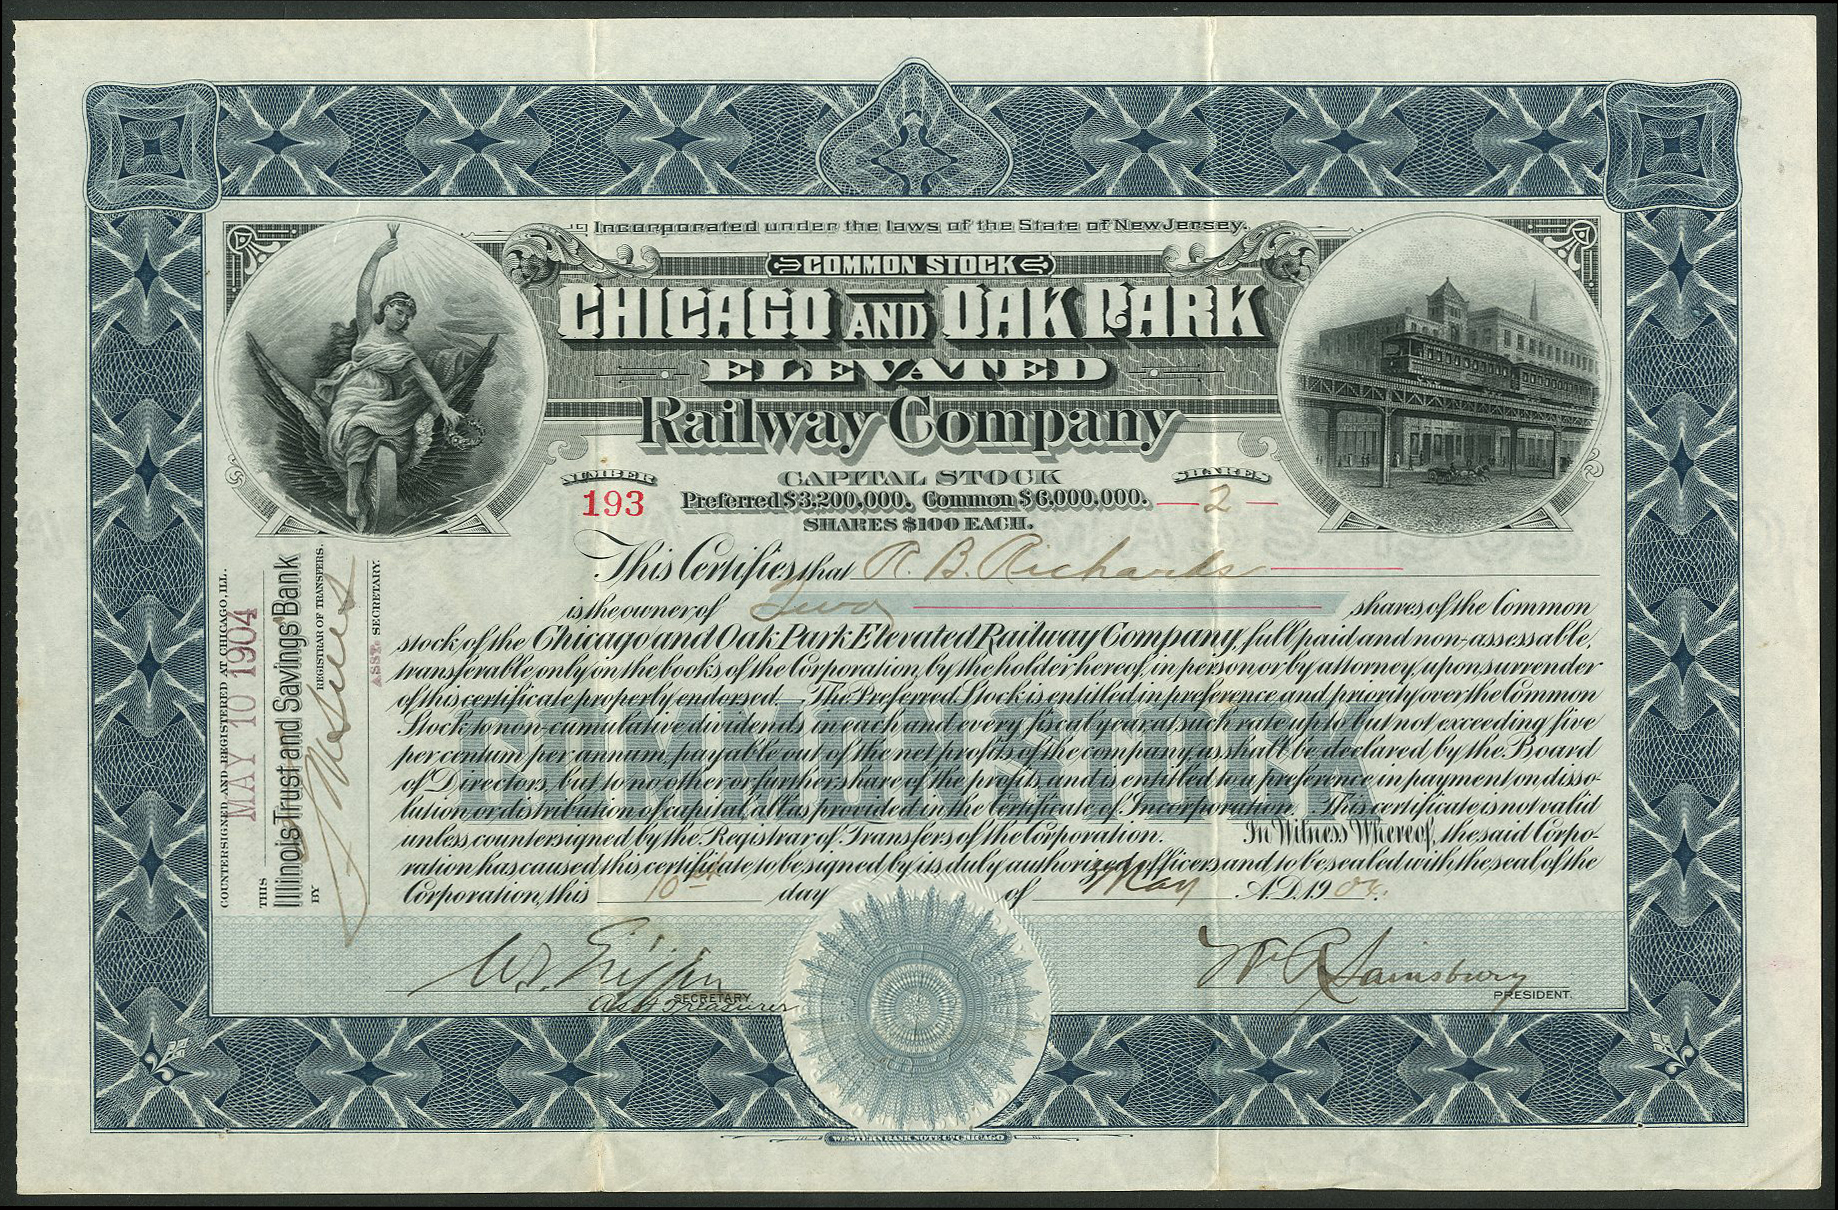 Incorporated under the laws of the State of New Jersey.
COMMON STOCK
CHICAGO AND OAK PARK
ELEVATED
Railway Company
NUMBER
193
CAPITAL STOCK
Preferred $3,200,000. Common $6,000,000.
SHARES $100 EACH.
SHARES
2
This Certifies that R. B. Richards
is the owner of Two shares of the Common
stock of the Chicago and Oak Park Elevated Railway Company, full paid and non-assessable,
transferable only on the books of the Corporation, by the holder hereof, in person or by attorney, upon surrender
of this certificate properly endorsed. The Preferred Stock is entitled in preference and priority over the Common
Stock to non-cumulative dividends in each and every fiscal year at such rate up to but not exceeding five
per centum per annum, payable out of the net profits of the company as shall be declared by the Board
of Directors, but to no other or further share of the profits, and is entitled to a preference in payment on disso-
lution or distribution of capital, all as provided in the Certificate of Incorporation. This certificate is not valid
unless countersigned by the Registrar of Transfers of the Corporation. In Witness Whereof, the said Corpo-
ration has caused this certificate to be signed by its duly authorized officers and to be sealed with the seal of the
Corporation, this 10th day of May A.D. 1904.
COMMON STOCK
W. Griffin
SECRETARY
Ass't Treasurer
Wm A Sainsbury
PRESIDENT.
WESTERN BANK NOTE CO. CHICAGO
COUNTERSIGNED AND REGISTERED AT CHICAGO, ILL.
THIS MAY 10 1904
Illinois Trust and Savings Bank
REGISTRAR OF TRANSFERS.
BY
ASST. SECRETARY.